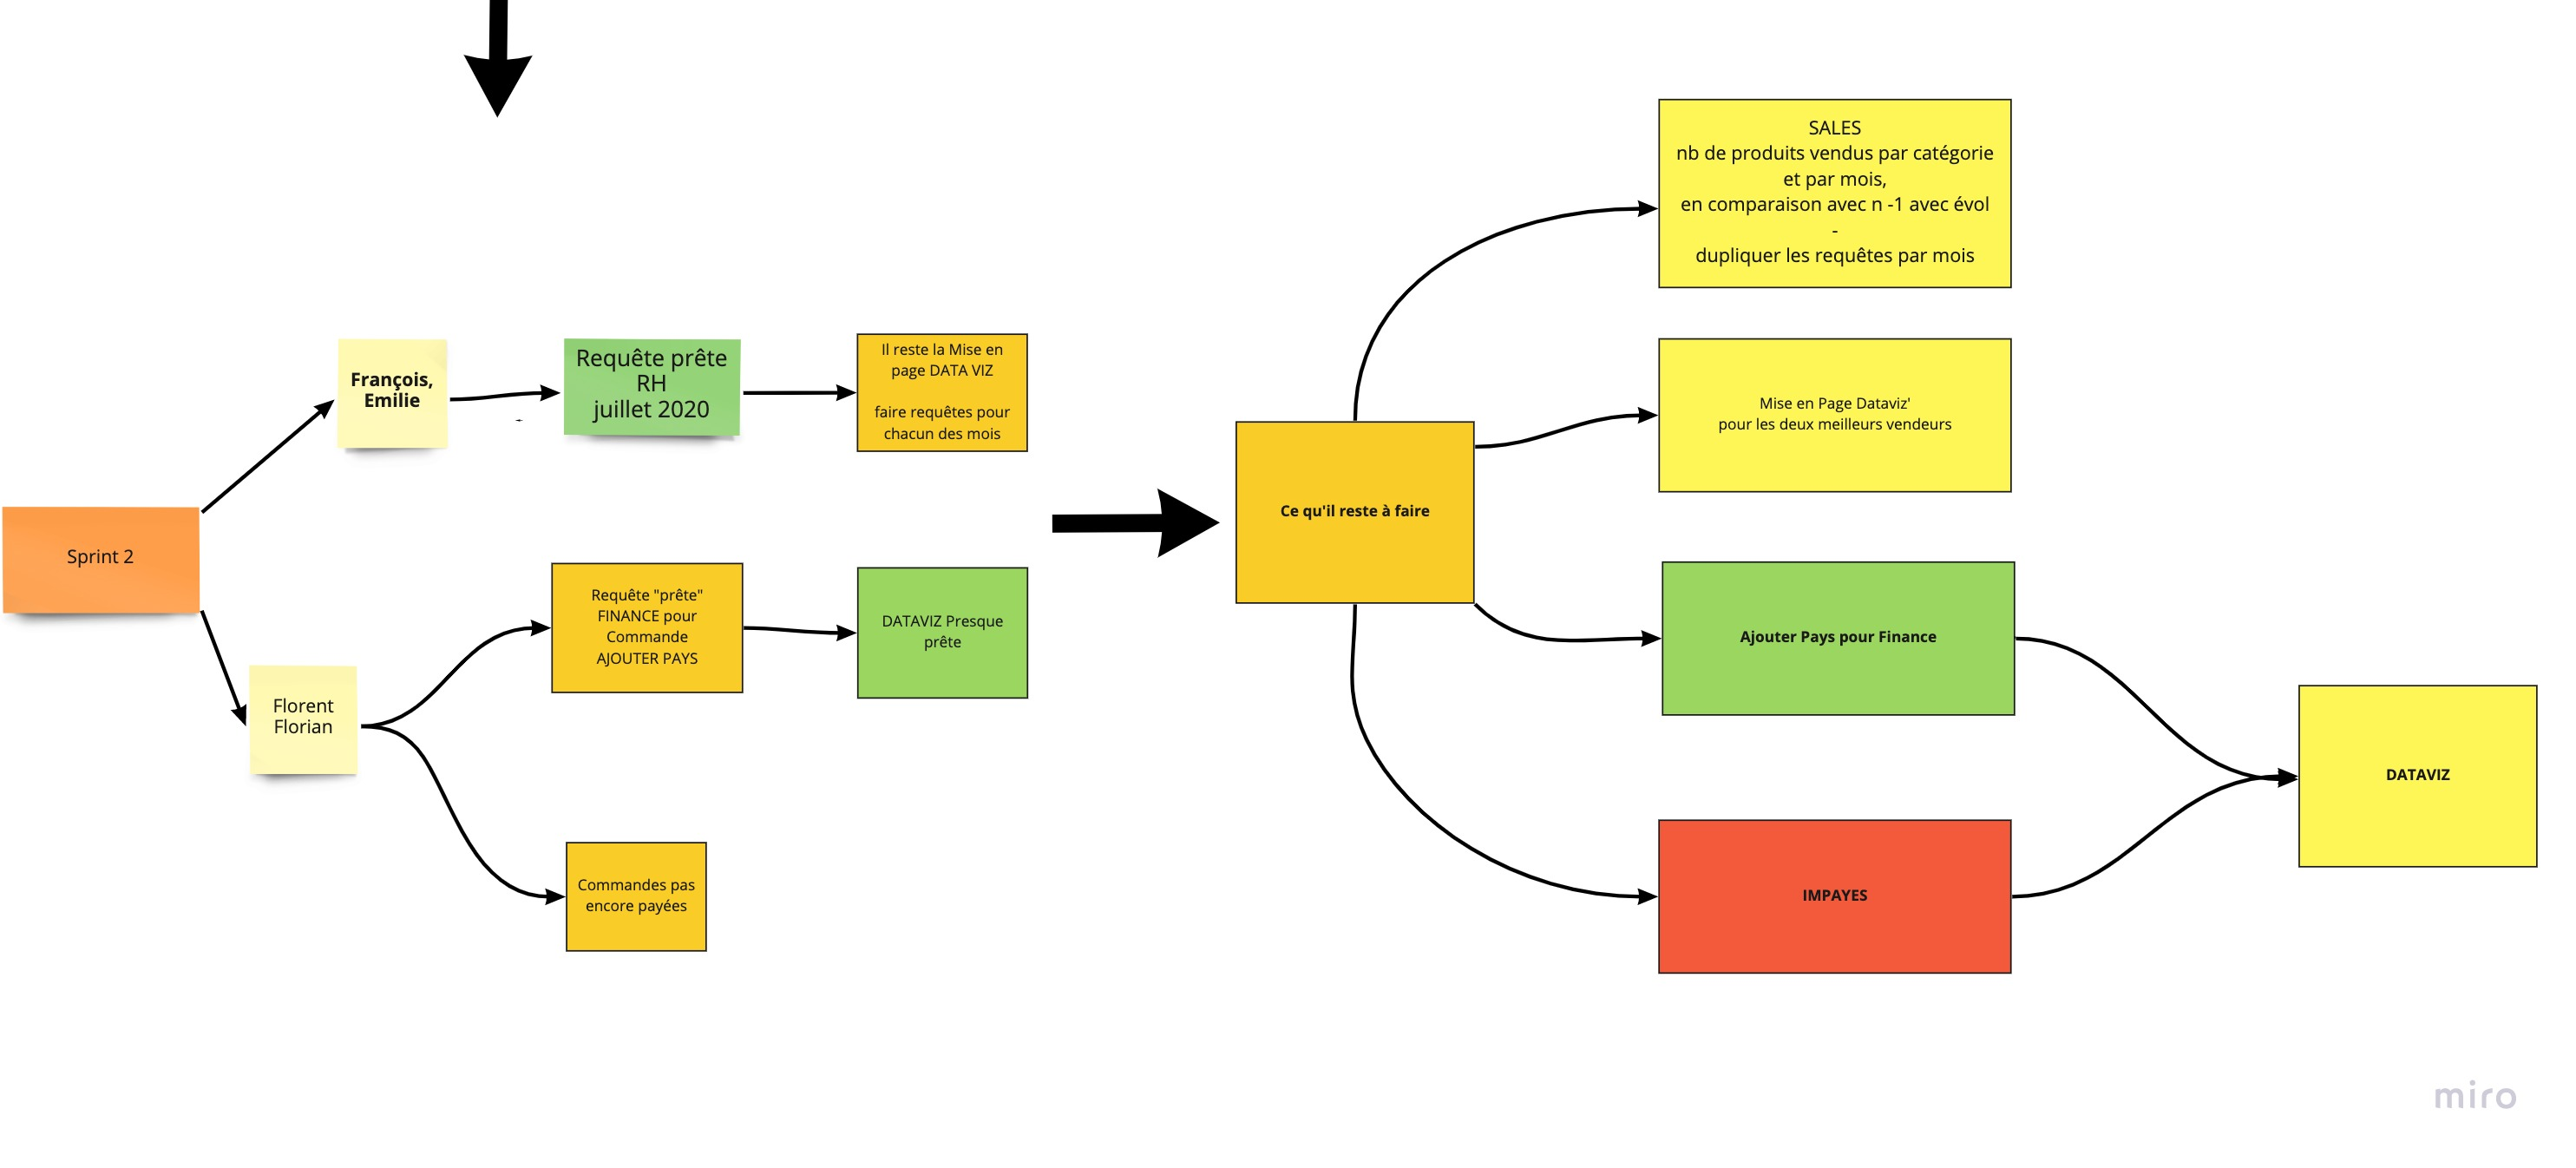 Sprint 2
François,
Emilie
Requête prête
RH
juillet 2020
Il reste la Mise en
page DATA VIZ
faire requêtes pour
chacun des mois
Florent
Florian
Requête "prête"
FINANCE pour
Commande
AJOUTER PAYS
DATAVIZ Presque
prête
Commandes pas
encore payées
Ce qu'il reste à faire
SALES
nb de produits vendus par catégorie
et par mois,
en comparaison avec n -1 avec évol
-
dupliquer les requêtes par mois
Mise en Page Dataviz'
pour les deux meilleurs vendeurs
Ajouter Pays pour Finance
IMPAYES
DATAVIZ
miro